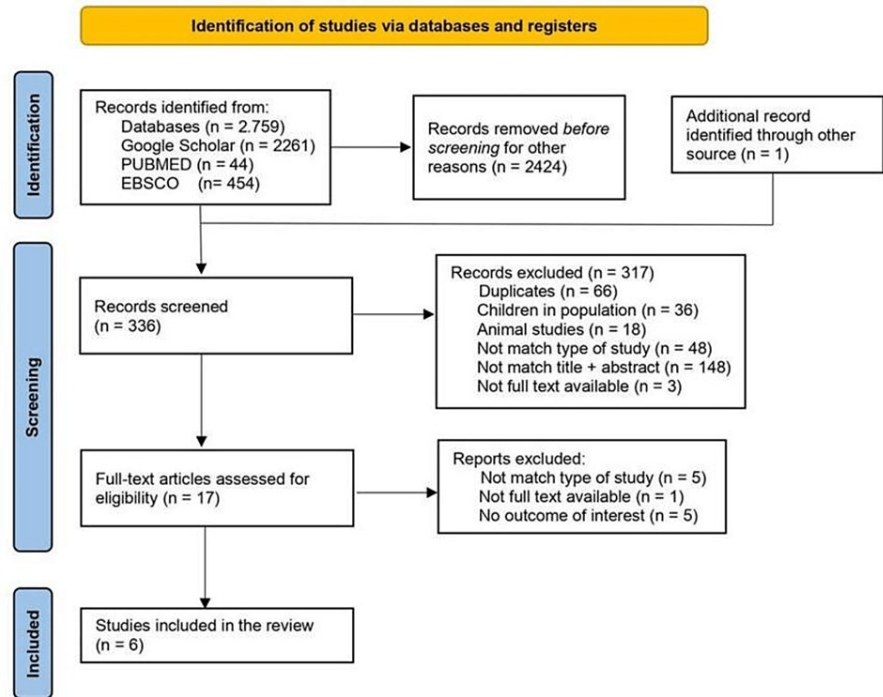 Identification of studies via databases and registers
Identification
Records identified from:
Databases (n = 2.759)
Google Scholar (n = 2261)
PUBMED (n = 44)
EBSCO (n= 454)
Records removed before
screening for other
reasons (n = 2424)
Additional record
identified through other
source (n = 1)
Screening
Records screened
(n = 336)
Records excluded (n = 317)
Duplicates (n = 66)
Children in population (n = 36)
Animal studies (n = 18)
Not match type of study (n = 48)
Not match title + abstract (n = 148)
Not full text available (n = 3)
Full-text articles assessed for
eligibility (n = 17)
Reports excluded:
Not match type of study (n = 5)
Not full text available (n = 1)
No outcome of interest (n = 5)
Included
Studies included in the review
(n = 6)